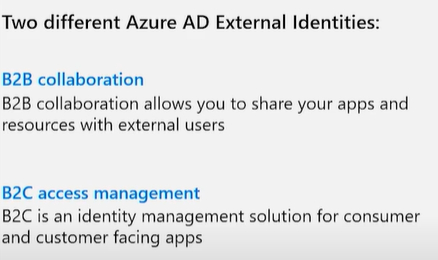 Two different Azure AD External Identities:
B2B collaboration
B2B collaboration allows you to share your apps and
resources with external users
B2C access management
B2C is an identity management solution for consumer
and customer facing apps